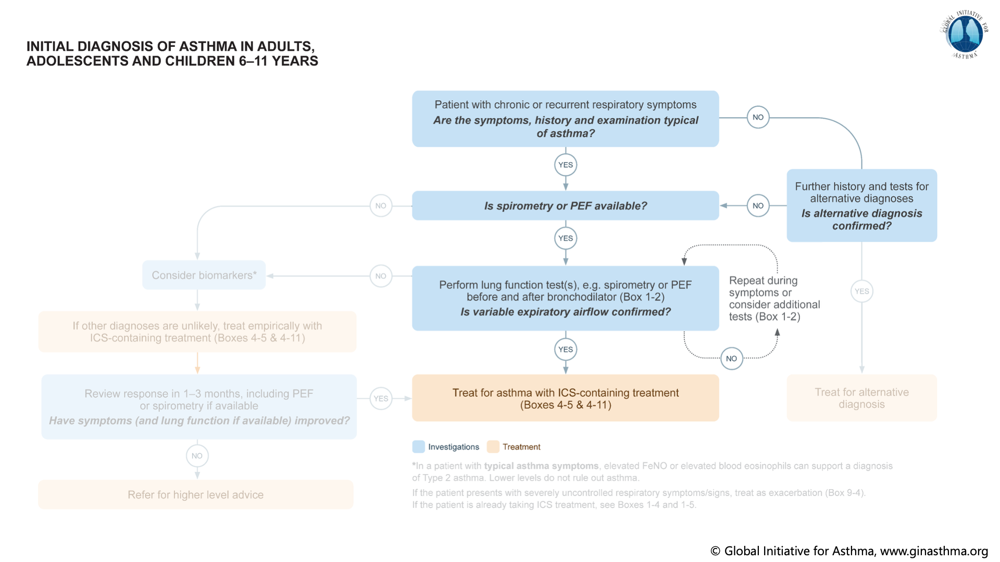 INITIAL DIAGNOSIS OF ASTHMA IN ADULTS,
ADOLESCENTS AND CHILDREN 6–11 YEARS
GLOBAL INITIATIVE FOR
ASTHMA
Patient with chronic or recurrent respiratory symptoms
Are the symptoms, history and examination typical
of asthma?
NO
YES
Further history and tests for
alternative diagnoses
Is alternative diagnosis
confirmed?
NO
Is spirometry or PEF available?
NO
YES
Consider biomarkers*
NO
Perform lung function test(s), e.g. spirometry or PEF
before and after bronchodilator (Box 1-2)
Is variable expiratory airflow confirmed?
Repeat during
symptoms or
consider additional
tests (Box 1-2)
YES
If other diagnoses are unlikely, treat empirically with
ICS-containing treatment (Boxes 4-5 & 4-11)
YES
NO
Review response in 1–3 months, including PEF
or spirometry if available
Have symptoms (and lung function if available) improved?
YES
Treat for asthma with ICS-containing treatment
(Boxes 4-5 & 4-11)
Treat for alternative
diagnosis
NO
Refer for higher level advice
Investigations
Treatment
*In a patient with typical asthma symptoms, elevated FeNO or elevated blood eosinophils can support a diagnosis
of Type 2 asthma. Lower levels do not rule out asthma.
If the patient presents with severely uncontrolled respiratory symptoms/signs, treat as exacerbation (Box 9-4).
If the patient is already taking ICS treatment, see Boxes 1-4 and 1-5.
© Global Initiative for Asthma, www.ginasthma.org